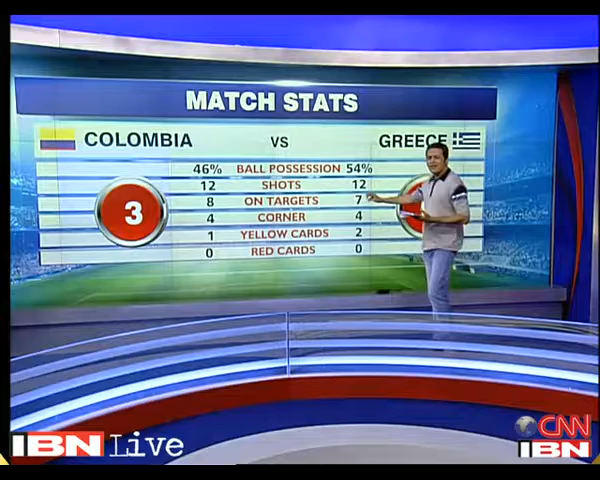 MATCH STATS
COLOMBIA VS GREECE
46% BALL POSSESSION 54%
12 SHOTS 12
8 ON TARGETS 7
3
4 CORNER 4
1 YELLOW CARDS 2
0 RED CARDS 0
IBN Live
CNN
IBN